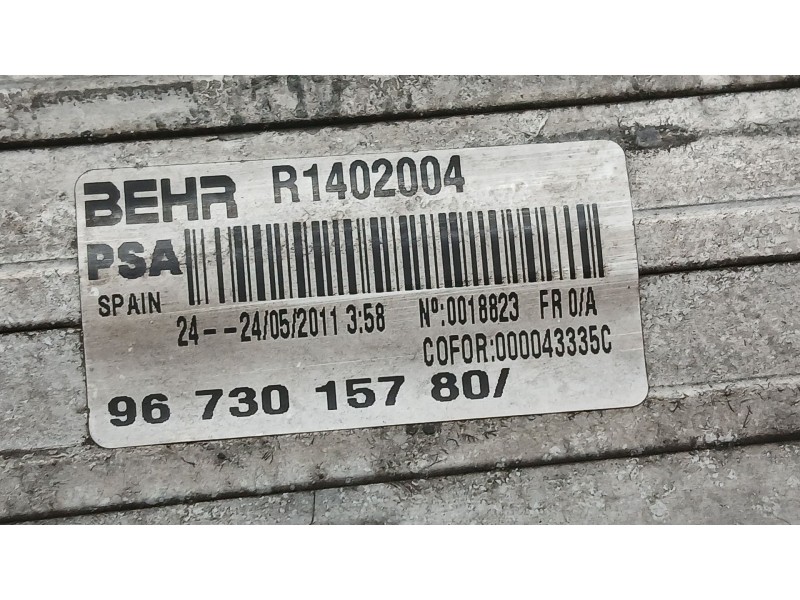 BEHR R1402004
PSA
SPAIN 24--24/05/2011 3:58 Nº:0018823 FR 0/A
COFOR:000043335C
96 730 157 80/